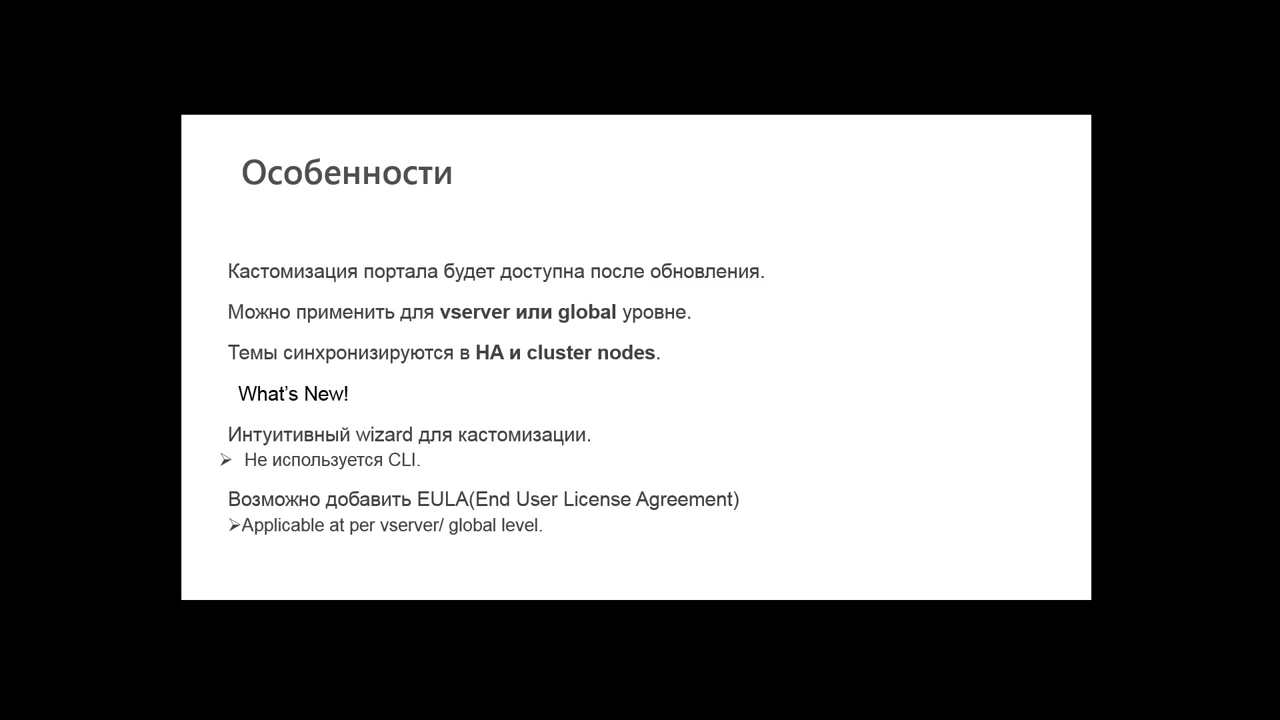 Особенности
Кастомизация портала будет доступна после обновления.
Можно применить для vserver или global уровне.
Темы синхронизируются в HA и cluster nodes.
What's New!
Интуитивный wizard для кастомизации.
➢ Не используется CLI.
Возможно добавить EULA(End User License Agreement)
➢Applicable at per vserver/ global level.